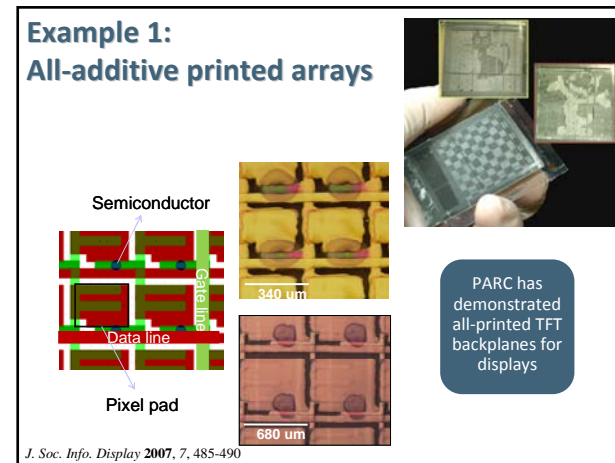 Example 1:
All-additive printed arrays
Semiconductor
Gate line
Data line
Pixel pad
340 um
680 um
PARC has
demonstrated
all-printed TFT
backplanes for
displays
J. Soc. Info. Display 2007, 7, 485-490